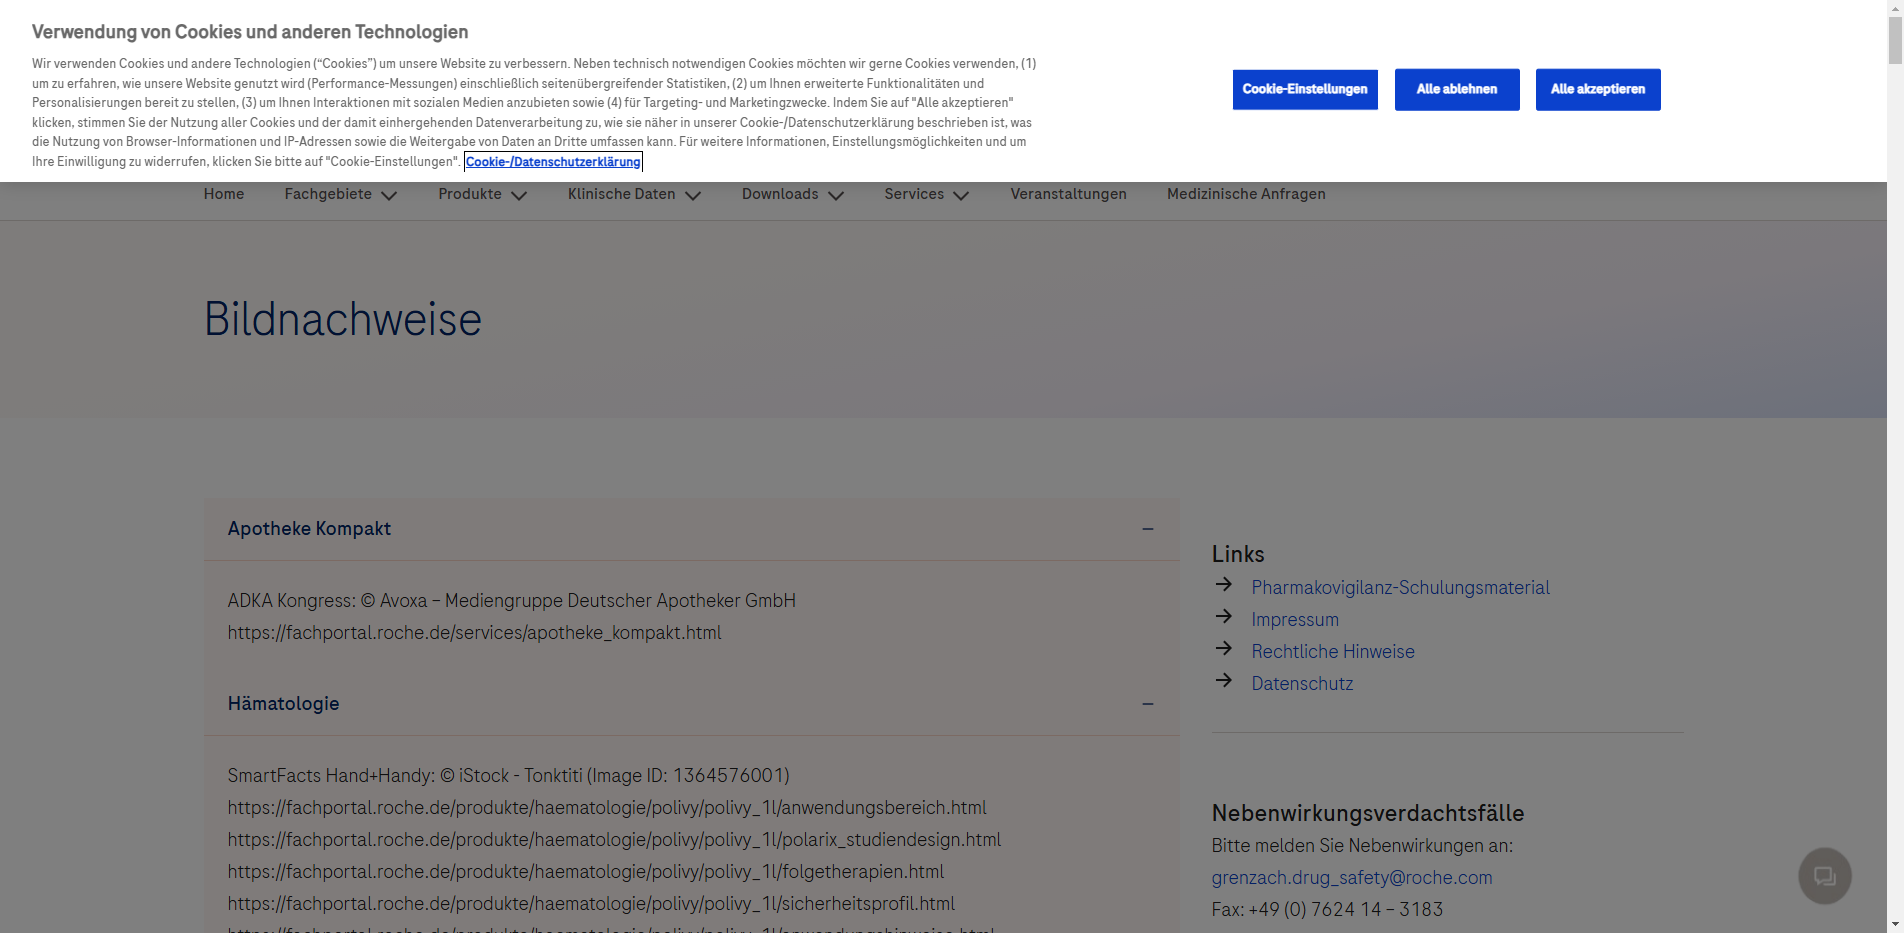 Verwendung von Cookies und anderen Technologien
Wir verwenden Cookies und andere Technologien (“Cookies”) um unsere Website zu verbessern. Neben technisch notwendigen Cookies möchten wir gerne Cookies verwenden, (1)
um zu erfahren, wie unsere Website genutzt wird (Performance-Messungen) einschließlich seitenübergreifender Statistiken, (2) um Ihnen erweiterte Funktionalitäten und
Personalisierungen bereit zu stellen, (3) um Ihnen Interaktionen mit sozialen Medien anzubieten sowie (4) für Targeting- und Marketingzwecke. Indem Sie auf "Alle akzeptieren"
klicken, stimmen Sie der Nutzung aller Cookies und der damit einhergehenden Datenverarbeitung zu, wie sie näher in unserer Cookie-/Datenschutzerklärung beschrieben ist, was
die Nutzung von Browser-Informationen und IP-Adressen sowie die Weitergabe von Daten an Dritte umfassen kann. Für weitere Informationen, Einstellungsmöglichkeiten und um
Ihre Einwilligung zu widerrufen, klicken Sie bitte auf "Cookie-Einstellungen". Cookie-/Datenschutzerklärung
Cookie-Einstellungen
Alle ablehnen
Alle akzeptieren
Home Fachgebiete Produkte Klinische Daten Downloads Services Veranstaltungen Medizinische Anfragen
Bildnachweise
Apotheke Kompakt
ADKA Kongress: © Avoxa – Mediengruppe Deutscher Apotheker GmbH
https://fachportal.roche.de/services/apotheke_kompakt.html
Hämatologie
SmartFacts Hand+Handy: © iStock - Tonktiti (Image ID: 1364576001)
https://fachportal.roche.de/produkte/haematologie/polivy/polivy_1l/anwendungsbereich.html
https://fachportal.roche.de/produkte/haematologie/polivy/polivy_1l/polarix_studiendesign.html
https://fachportal.roche.de/produkte/haematologie/polivy/polivy_1l/folgetherapien.html
https://fachportal.roche.de/produkte/haematologie/polivy/polivy_1l/sicherheitsprofil.html
Links
Pharmakovigilanz-Schulungsmaterial
Impressum
Rechtliche Hinweise
Datenschutz
Nebenwirkungsverdachtsfälle
Bitte melden Sie Nebenwirkungen an:
grenzach.drug_safety@roche.com
Fax: +49 (0) 7624 14 – 3183